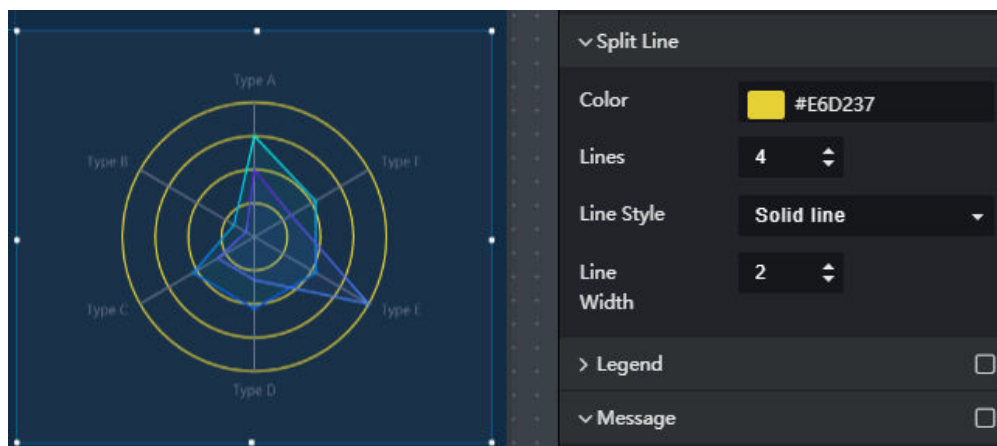 Type A
Type B
Type F
Type C
Type E
Type D
Split Line
Color
#E6D237
Lines
4
Line Style
Solid line
Line
Width
2
Legend
Message